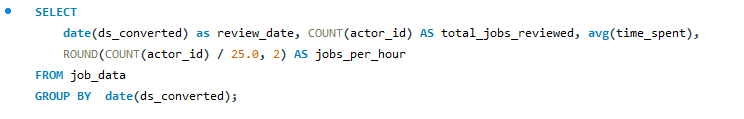 SELECT
date(ds_converted) as review_date, COUNT(actor_id) AS total_jobs_reviewed, avg(time_spent),
ROUND(COUNT(actor_id) / 25.0, 2) AS jobs_per_hour
FROM job_data
GROUP BY date(ds_converted);